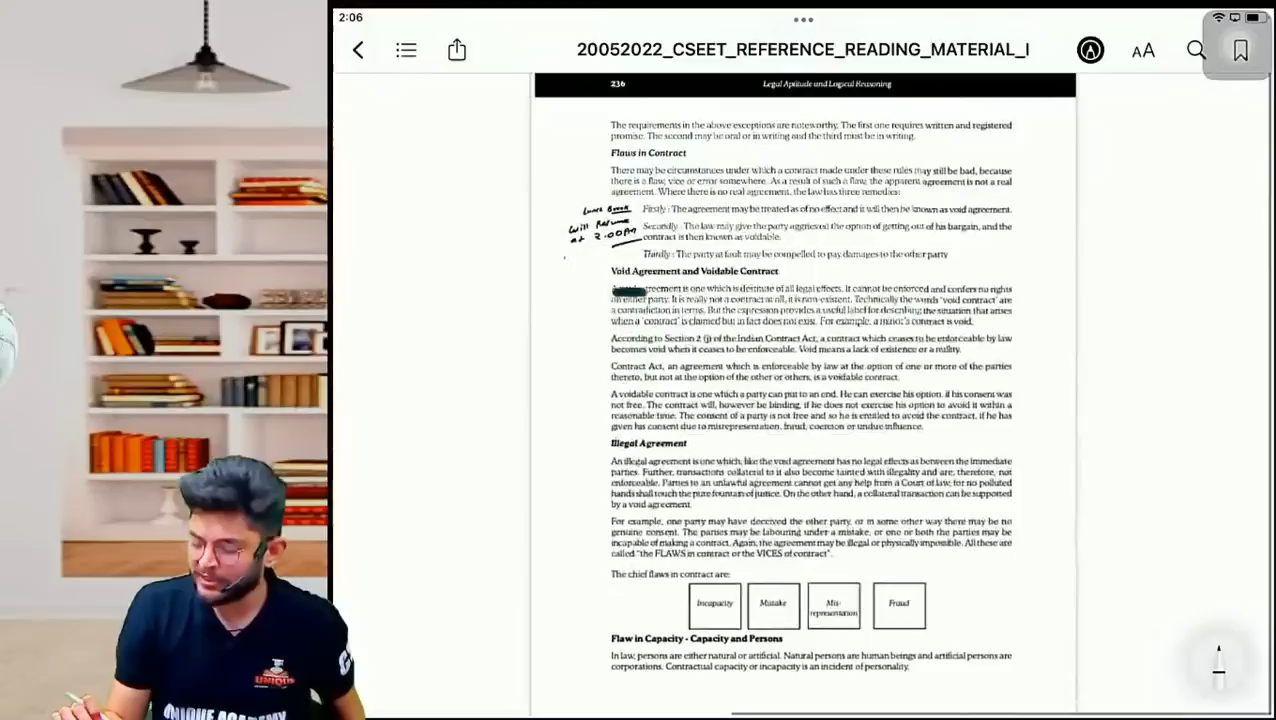 2:06
20052022_CSEET_REFERENCE_READING_MATERIAL_I
AA
236
Legal Aptitude and Logical Reasoning
The requirements in the above exceptions are noteworthy. The first one requires written and registered
promise. The second may be oral or in writing and the third must be in writing.
Flaws in Contract
There may be circumstances under which a contract made under these rules may still be bad, because
there is a flaw, vice or error somewhere. As a result of such a flaw, the apparent agreement is not a real
agreement. Where there is no real agreement, the law has three remedies:
Lunch Break
Will Resume
at 2.00PM
Firstly : The agreement may be treated as of no effect and it will then be known as void agreement.
Secondly : The law may give the party aggrieved the option of getting out of his bargain, and the
contract is then known as voidable.
Thirdly : The party at fault may be compelled to pay damages to the other party
Void Agreement and Voidable Contract
agreement is one which is destitute of all legal effects. It cannot be enforced and confers no rights
on either party. It is really not a contract at all, it is non-existent. Technically the words 'void contract' are
a contradiction in terms. But the expression provides a useful label for describing the situation that arises
when a 'contract' is claimed but in fact does not exist. For example, a minor's contract is void.
According to Section 2 (j) of the Indian Contract Act, a contract which ceases to be enforceable by law
becomes void when it ceases to be enforceable. Void means a lack of existence or a nullity.
Contract Act, an agreement which is enforceable by law at the option of one or more of the parties
thereto, but not at the option of the other or others, is a voidable contract.
A voidable contract is one which a party can put to an end. He can exercise his option, if his consent was
not free. The contract will, however be binding, if he does not exercise his option to avoid it within a
reasonable time. The consent of a party is not free and so he is entitled to avoid the contract, if he has
given his consent due to misrepresentation, fraud, coercion or undue influence.
Illegal Agreement
An illegal agreement is one which, like the void agreement has no legal effects as between the immediate
parties. Further, transactions collateral to it also become tainted with illegality and are, therefore, not
enforceable. Parties to an unlawful agreement cannot get any help from a Court of law, for no polluted
hands shall touch the pure fountain of justice. On the other hand, a collateral transaction can be supported
by a void agreement.
For example, one party may have deceived the other party, or in some other way there may be no
genuine consent. The parties may be labouring under a mistake, or one or both the parties may be
incapable of making a contract. Again, the agreement may be illegal or physically impossible. All these are
called "the FLAWS in contract or the VICES of contract".
The chief flaws in contract are:
Incapacity
Mistake
Mis-
representation
Fraud
Flaw in Capacity - Capacity and Persons
In law, persons are either natural or artificial. Natural persons are human beings and artificial persons are
corporations. Contractual capacity or incapacity is an incident of personality.
UNIQUE
UNIQUE ACADEMY